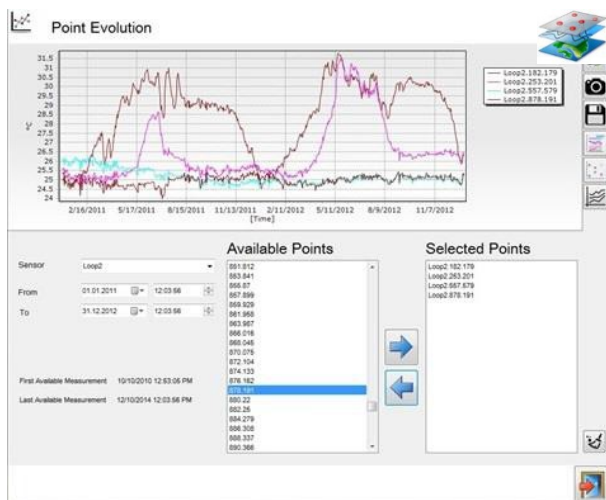 Point Evolution
31.5
31
30.5
30
29.5
29
28.5
28
27.5
27
26.5
26
25.5
25
24.5
24
°C
2/16/2011 5/17/2011 8/15/2011 11/13/2011 2/11/2012 5/11/2012 8/9/2012 11/7/2012
[Time]
Loop2.182.179
Loop2.253.201
Loop2.557.579
Loop2.878.191
Sensor Loop2
From 01.01.2011 12:03:56
To 31.12.2012 12:03:56
First Available Measurement 10/10/2010 12:53:05 PM
Last Available Measurement 12/10/2014 12:03:56 PM
Available Points
851.812
853.841
855.87
857.899
859.929
861.958
863.987
866.016
868.045
870.075
872.104
874.133
876.162
878.191
880.22
882.25
884.279
886.308
888.337
890.366
Selected Points
Loop2.182.179
Loop2.253.201
Loop2.557.579
Loop2.878.191